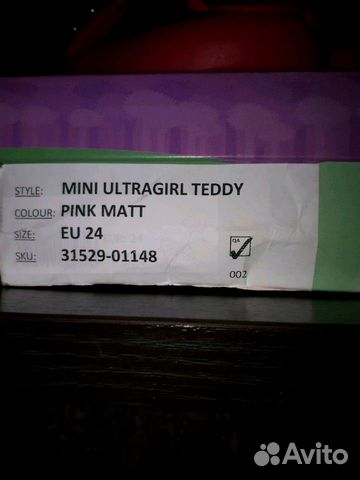 STYLE: MINI ULTRAGIRL TEDDY
COLOUR: PINK MATT
SIZE: EU 24
SKU: 31529-01148
QA
002
Avito